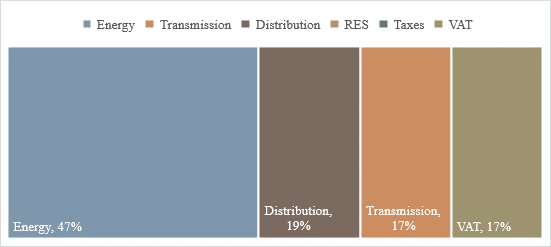 Energy Transmission Distribution RES Taxes VAT
Energy, 47%
Distribution,
19%
Transmission,
17%
VAT, 17%